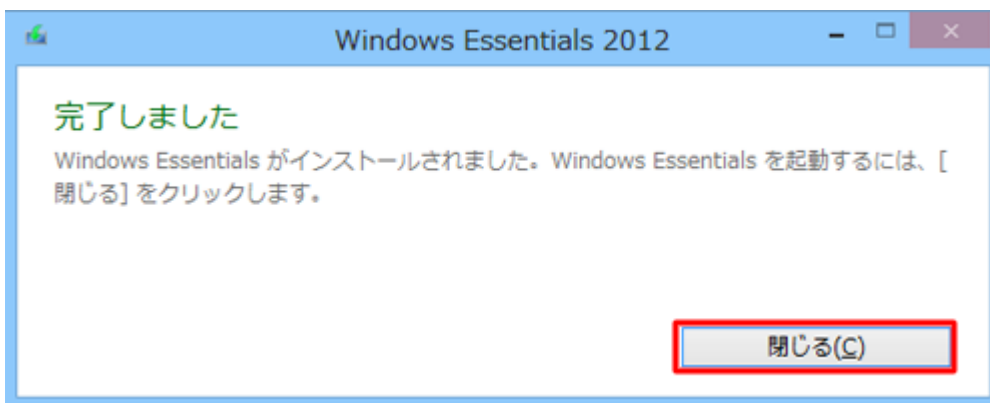 Windows Essentials 2012
完了しました
Windows Essentials がインストールされました。Windows Essentials を起動するには、[
閉じる] をクリックします。
閉じる(C)